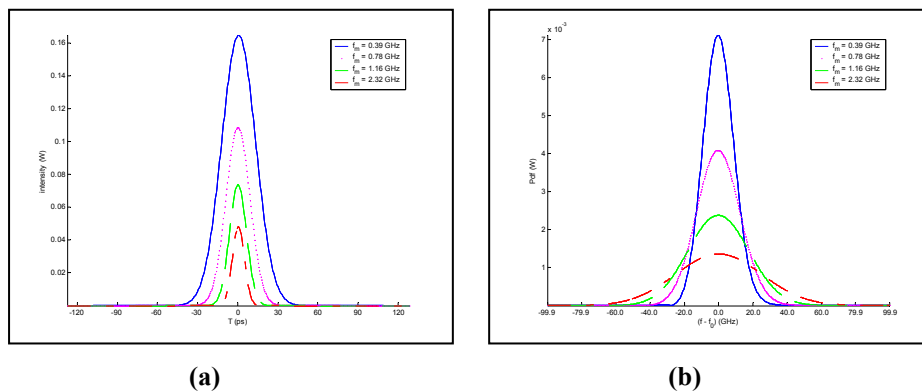 0.16
0.14
0.12
0.1
0.08
0.06
0.04
0.02
intensity (W)
-120 -90 -60 -30 0 30 60 90 120
T (ps)
f_m = 0.39 GHz
f_m = 0.78 GHz
f_m = 1.16 GHz
f_m = 2.32 GHz
(a)
x 10^-3
7
6
5
4
3
2
1
Pdf (W)
-99.9 -79.9 -60.0 -40.0 -20.0 0.0 20.0 40.0 60.0 79.9 99.9
(f - f_0) (GHz)
f_m = 0.39 GHz
f_m = 0.78 GHz
f_m = 1.16 GHz
f_m = 2.32 GHz
(b)